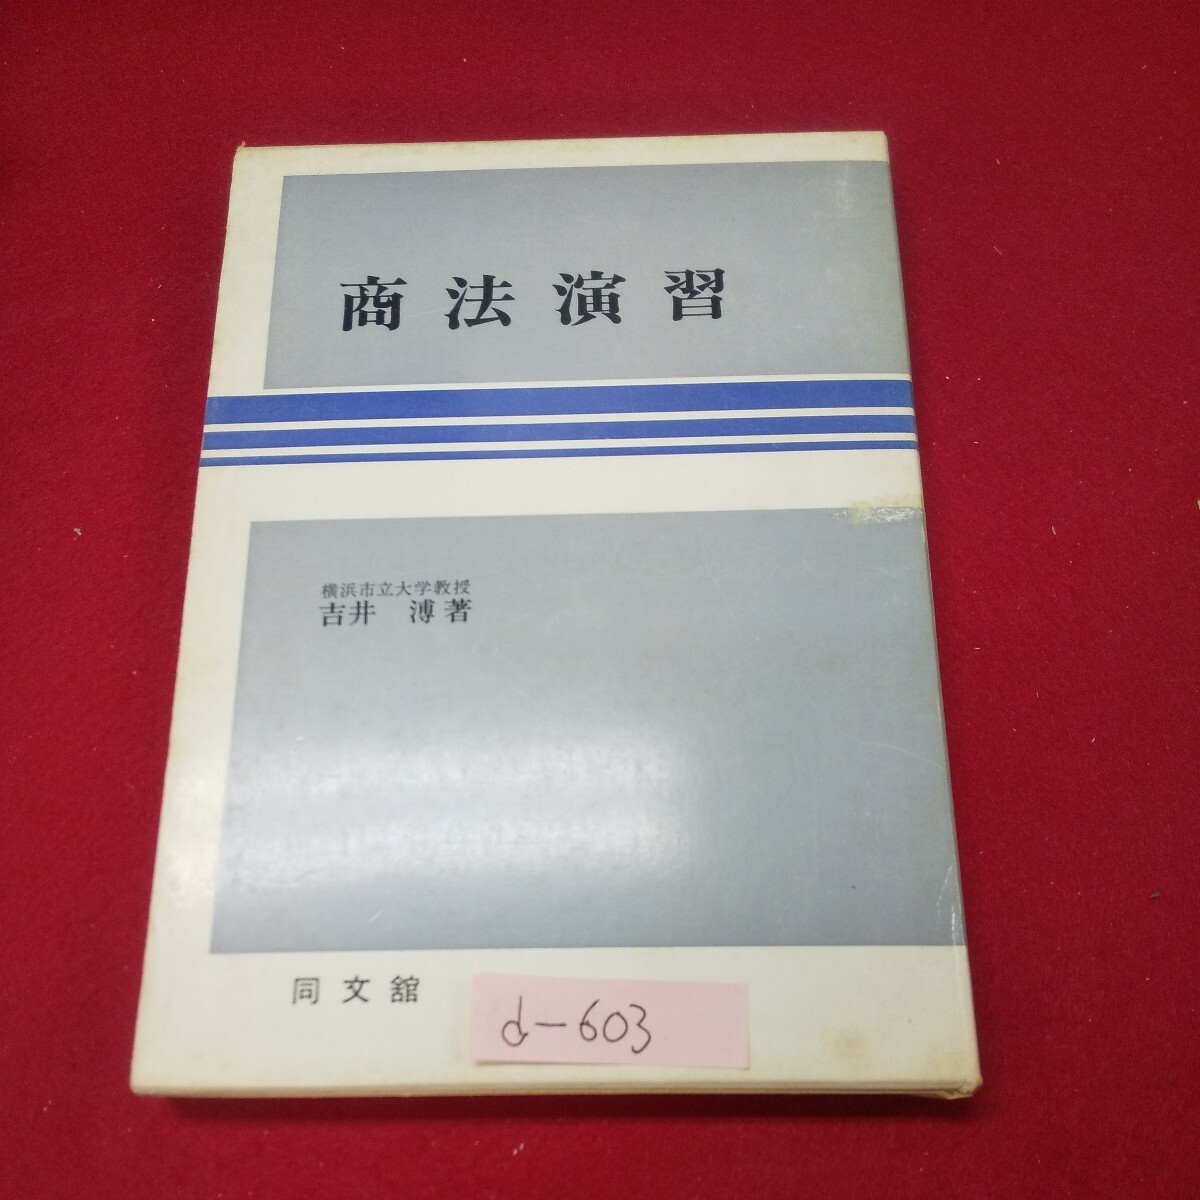 商法演習
横浜市立大学教授
吉井 溥著
同文舘
d-603